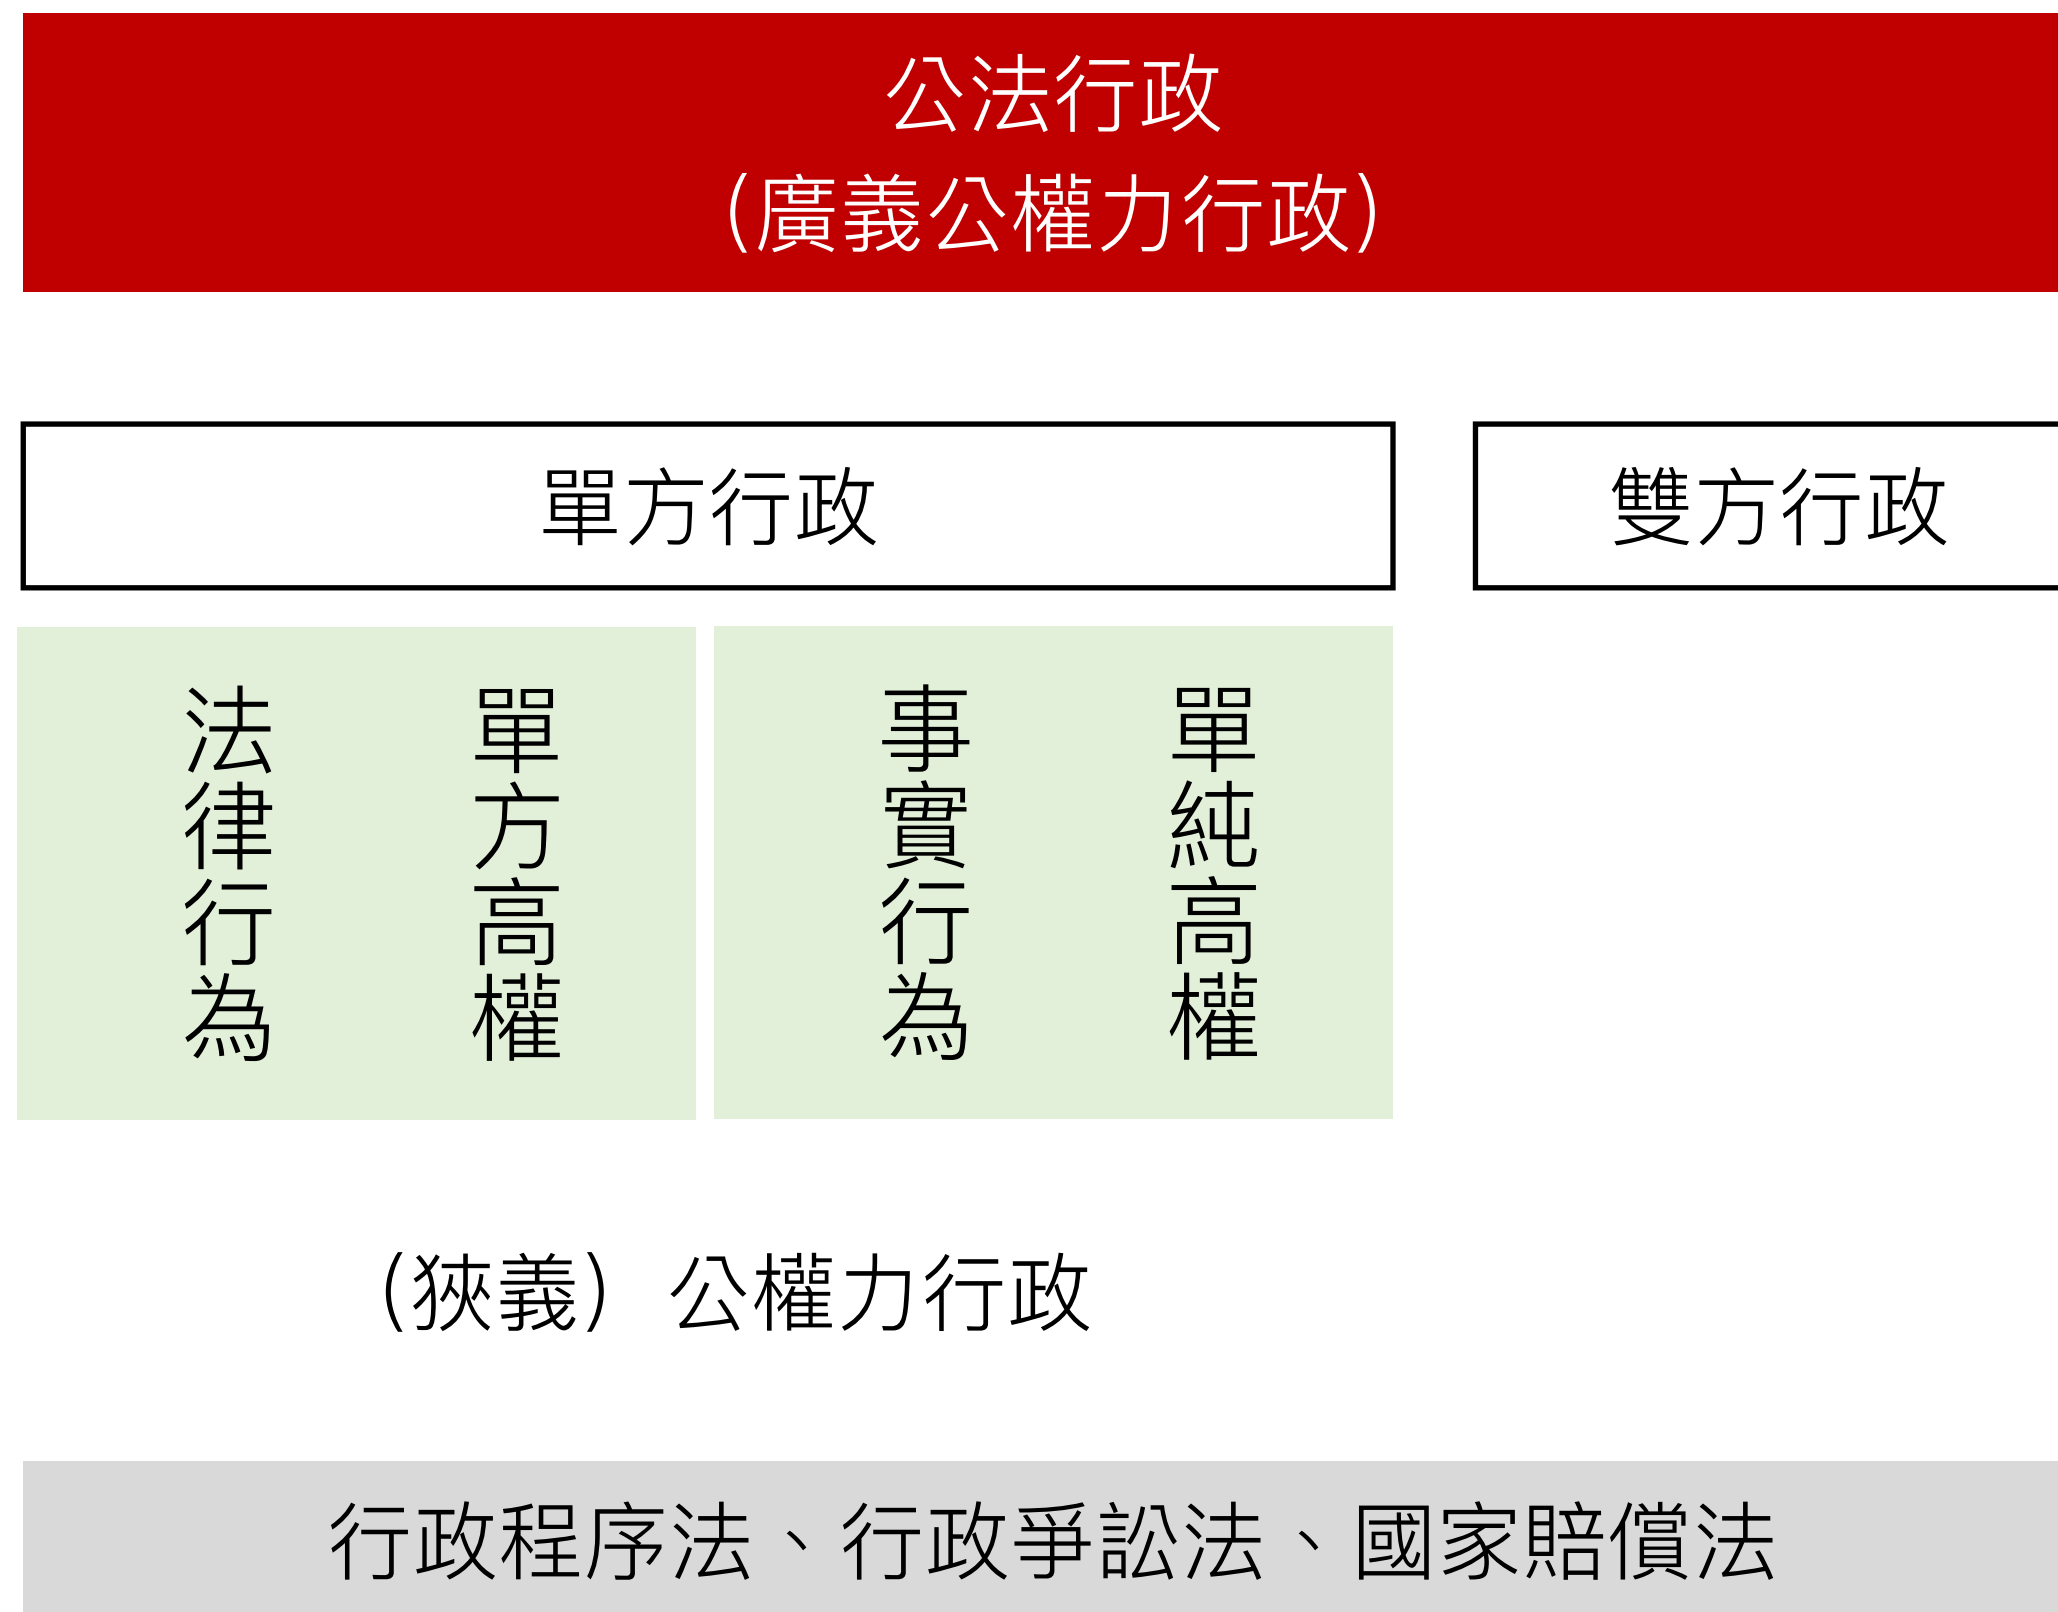 公法行政
(廣義公權力行政)
單方行政
雙方行政
單方高權
法律行為
單純高權
事實行為
(狹義) 公權力行政
行政程序法、行政爭訟法、國家賠償法